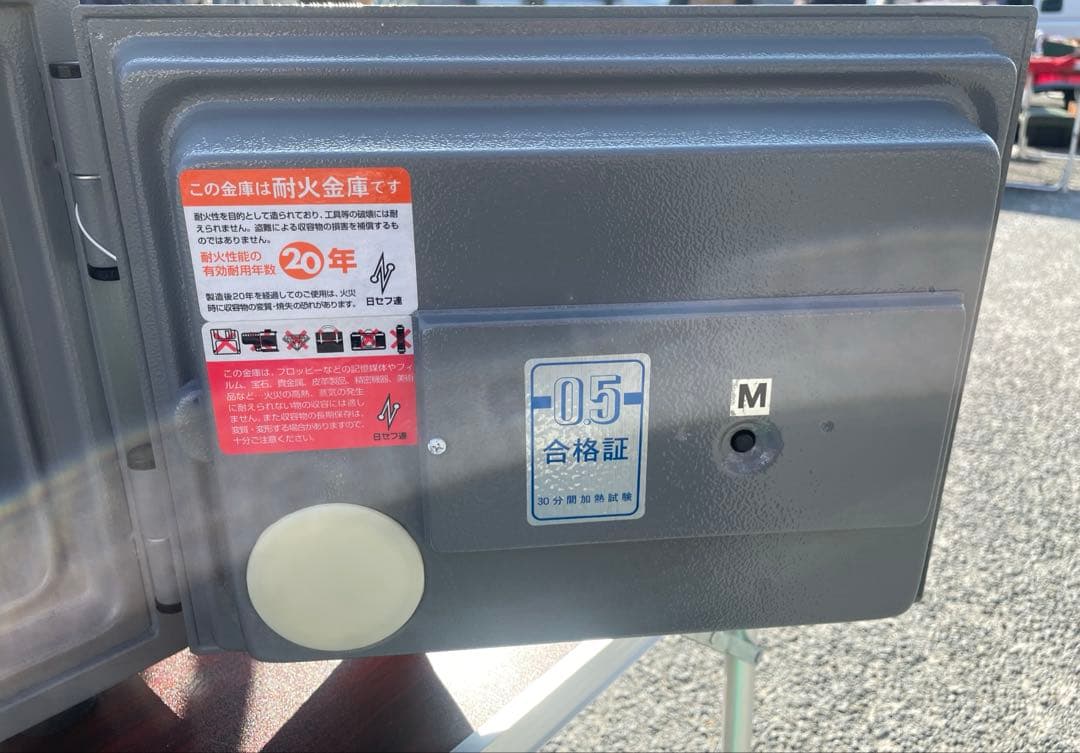 この金庫は耐火金庫です
耐火性を目的として造られており、工具等の破壊には耐
えられません。盗難による収容物の損害を補償するも
のではありません。
耐火性能の
有効耐用年数 20年
製造後20年を経過してのご使用は、火災
時に収容物の変質・焼失の恐れがあります。
日セフ連
この金庫は、フロッピーなどの記憶媒体やフィ
ルム、宝石、貴金属、皮革製品、精密機器、美術
品など…火災の高熱、蒸気の発生
に耐えられない物の収容には適し
ません。また収容物の長期保存は、
変質・変形する場合がありますので、
十分ご注意ください。
日セフ連
0.5
合格証
30分間加熱試験
M